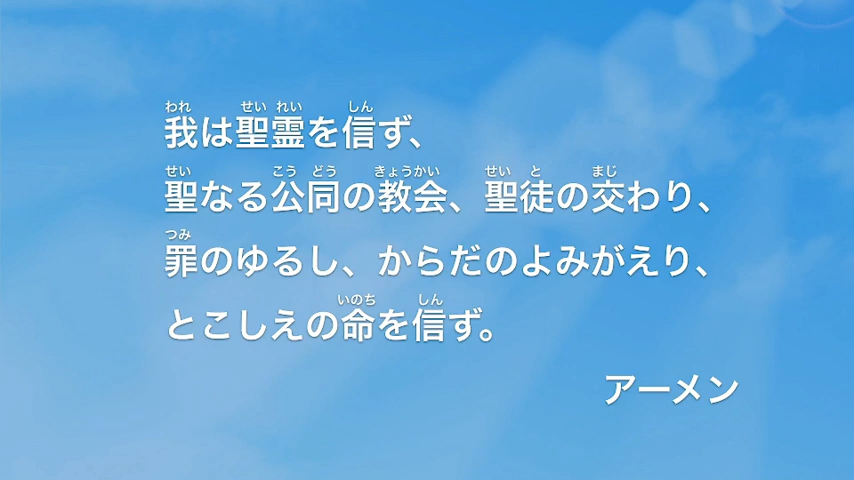 我は聖霊を信ず、
聖なる公同の教会、聖徒の交わり、
罪のゆるし、からだのよみがえり、
とこしえの命を信ず。
アーメン